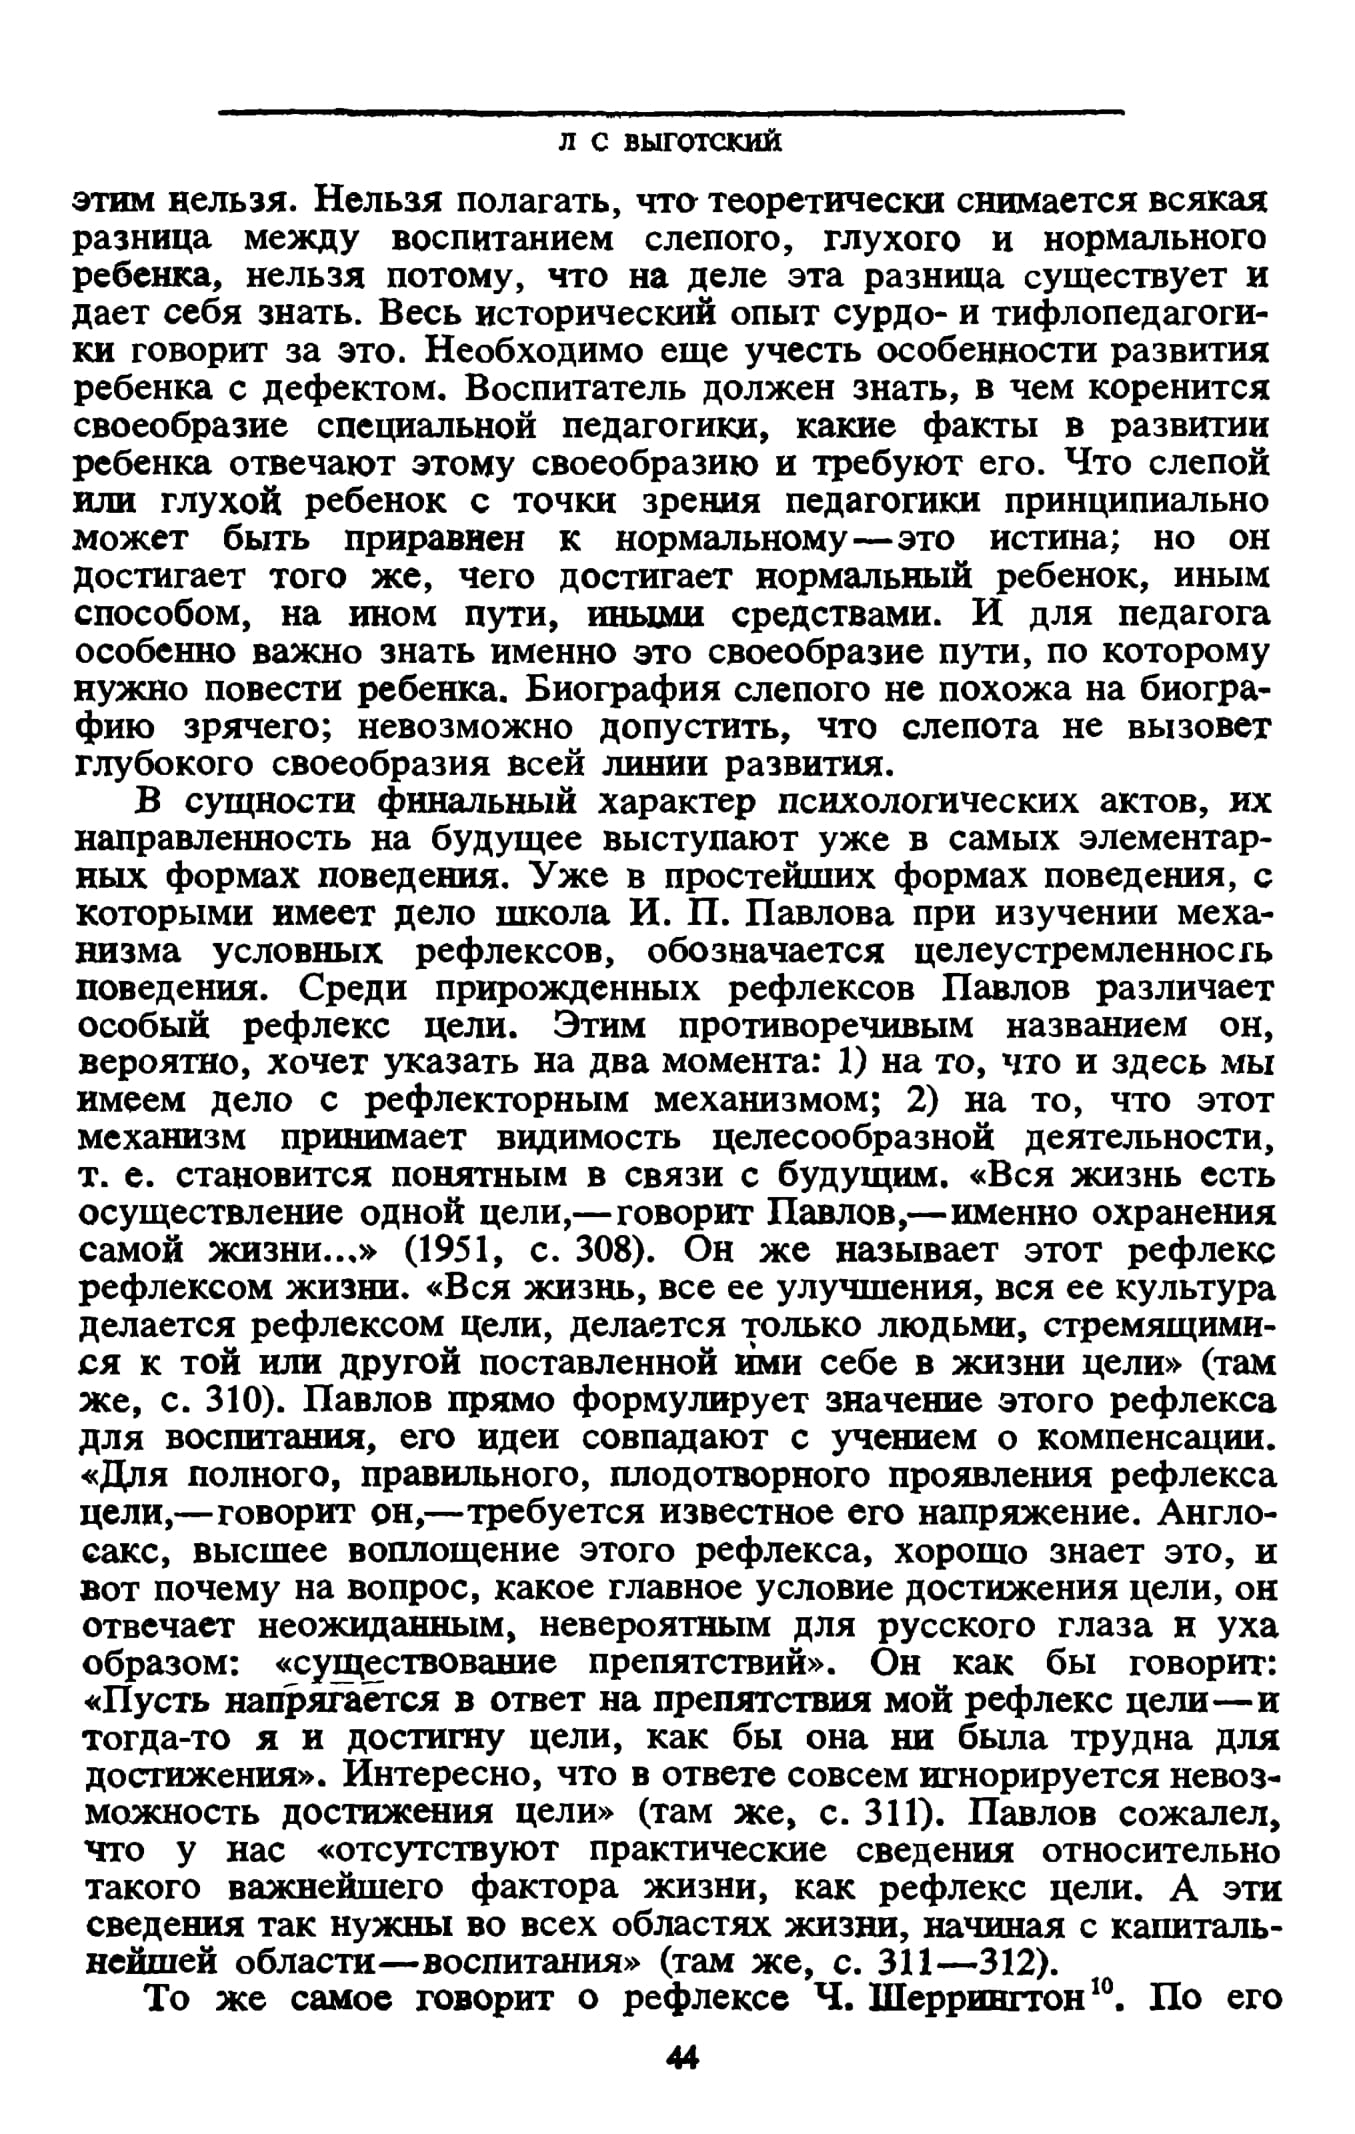 Л С ВЫГОТСКИЙ
этим нельзя. Нельзя полагать, что теоретически снимается всякая
разница между воспитанием слепого, глухого и нормального
ребенка, нельзя потому, что на деле эта разница существует и
дает себя знать. Весь исторический опыт сурдо- и тифлопедагоги-
ки говорит за это. Необходимо еще учесть особенности развития
ребенка с дефектом. Воспитатель должен знать, в чем коренится
своеобразие специальной педагогики, какие факты в развитии
ребенка отвечают этому своеобразию и требуют его. Что слепой
или глухой ребенок с точки зрения педагогики принципиально
может быть приравнен к нормальному—это истина; но он
достигает того же, чего достигает нормальный ребенок, иным
способом, на ином пути, иными средствами. И для педагога
особенно важно знать именно это своеобразие пути, по которому
нужно повести ребенка. Биография слепого не похожа на биогра-
фию зрячего; невозможно допустить, что слепота не вызовет
глубокого своеобразия всей линии развития.
В сущности финальный характер психологических актов, их
направленность на будущее выступают уже в самых элементар-
ных формах поведения. Уже в простейших формах поведения, с
которыми имеет дело школа И. П. Павлова при изучении меха-
низма условных рефлексов, обозначается целеустремленность
поведения. Среди прирожденных рефлексов Павлов различает
особый рефлекс цели. Этим противоречивым названием он,
вероятно, хочет указать на два момента: 1) на то, что и здесь мы
имеем дело с рефлекторным механизмом; 2) на то, что этот
механизм принимает видимость целесообразной деятельности,
т. е. становится понятным в связи с будущим. «Вся жизнь есть
осуществление одной цели,—говорит Павлов,—именно охранения
самой жизни...» (1951, с. 308). Он же называет этот рефлекс
рефлексом жизни. «Вся жизнь, все ее улучшения, вся ее культура
делается рефлексом цели, делается только людьми, стремящими-
ся к той или другой поставленной ими себе в жизни цели» (там
же, с. 310). Павлов прямо формулирует значение этого рефлекса
для воспитания, его идеи совпадают с учением о компенсации.
«Для полного, правильного, плодотворного проявления рефлекса
цели,—говорит он,—требуется известное его напряжение. Англо-
сакс, высшее воплощение этого рефлекса, хорошо знает это, и
вот почему на вопрос, какое главное условие достижения цели, он
отвечает неожиданным, невероятным для русского глаза и уха
образом: «существование препятствий». Он как бы говорит:
«Пусть напрягается в ответ на препятствия мой рефлекс цели—и
тогда-то я и достигну цели, как бы она ни была трудна для
достижения». Интересно, что в ответе совсем игнорируется невоз-
можность достижения цели» (там же, с. 311). Павлов сожалел,
что у нас «отсутствуют практические сведения относительно
такого важнейшего фактора жизни, как рефлекс цели. А эти
сведения так нужны во всех областях жизни, начиная с капиталь-
нейшей области—воспитания» (там же, с. 311—312).
То же самое говорит о рефлексе Ч. Шеррингтон¹⁰. По его
44